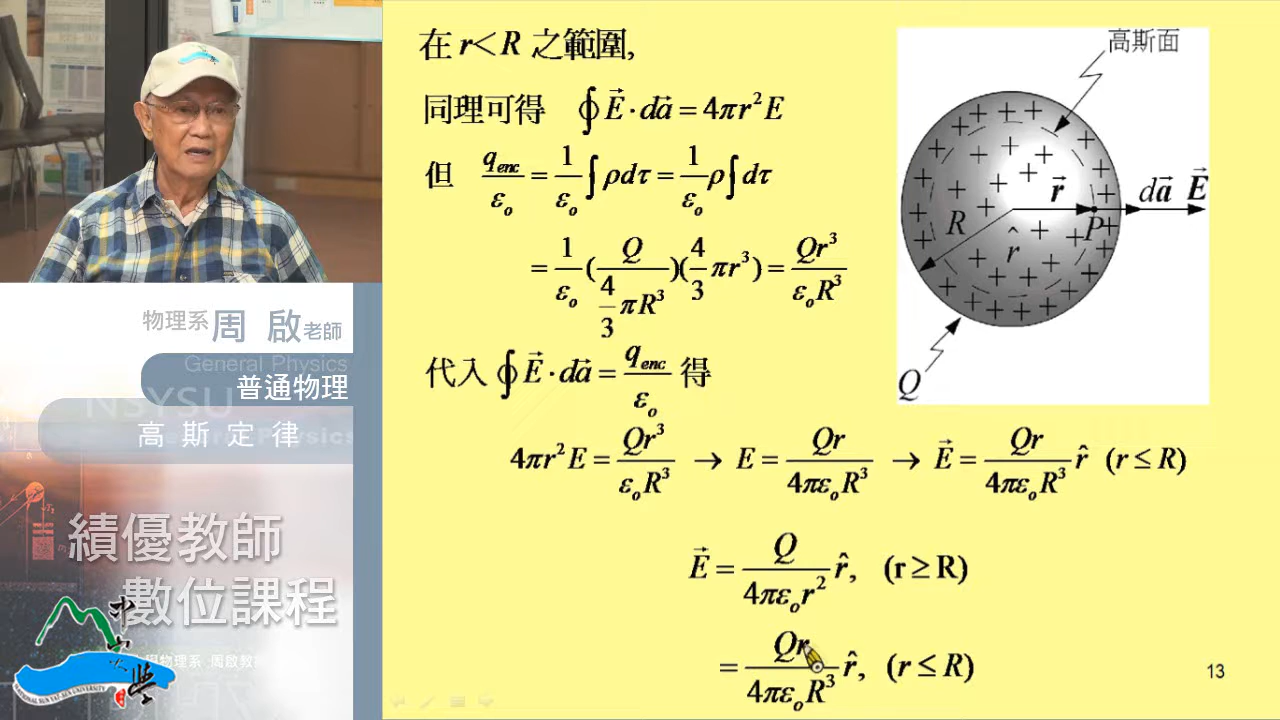 在 r<R 之範圍,
同理可得 ∮E⃗·da⃗=4πr²E
但 q_enc/ε_o = 1/ε_o ∫ρdτ = 1/ε_o ρ∫dτ
= 1/ε_o (Q/(4/3 πR³))(4/3 πr³) = Qr³/ε_oR³
代入 ∮E⃗·da⃗ = q_enc/ε_o 得
4πr²E = Qr³/ε_oR³ → E = Qr/4πε_oR³ → E⃗ = Qr/4πε_oR³ r̂ (r ≤ R)
E⃗ = Q/4πε_or² r̂, (r ≥ R)
= Qr/4πε_oR³ r̂, (r ≤ R)
高斯面
r⃗
da⃗ E⃗
R
r̂
P
Q
13
物理系 周 啟 老師
General Physics
普通物理
NSYSU
高斯定律
績優教師
數位課程